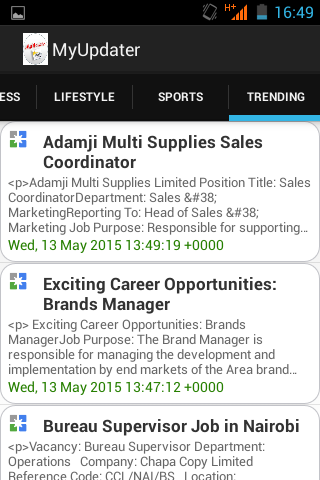 H+
16:49
MyUpdater
ESS
LIFESTYLE
SPORTS
TRENDING
Adamji Multi Supplies Sales
Coordinator
<p>Adamji Multi Supplies Limited Position Title: Sales
CoordinatorDepartment: Sales &#38;
MarketingReporting To: Head of Sales &#38;
Marketing Job Purpose: Responsible for supporting…
Wed, 13 May 2015 13:49:19 +0000
Exciting Career Opportunities:
Brands Manager
<p> Exciting Career Opportunities: Brands
ManagerJob Purpose: The Brand Manager is
responsible for managing the development and
implementation by end markets of the Area brand…
Wed, 13 May 2015 13:47:12 +0000
Bureau Supervisor Job in Nairobi
<p>Vacancy: Bureau Supervisor Department:
Operations   Company: Chapa Copy Limited
Reference Code: CCL/NAI/BS   Location: